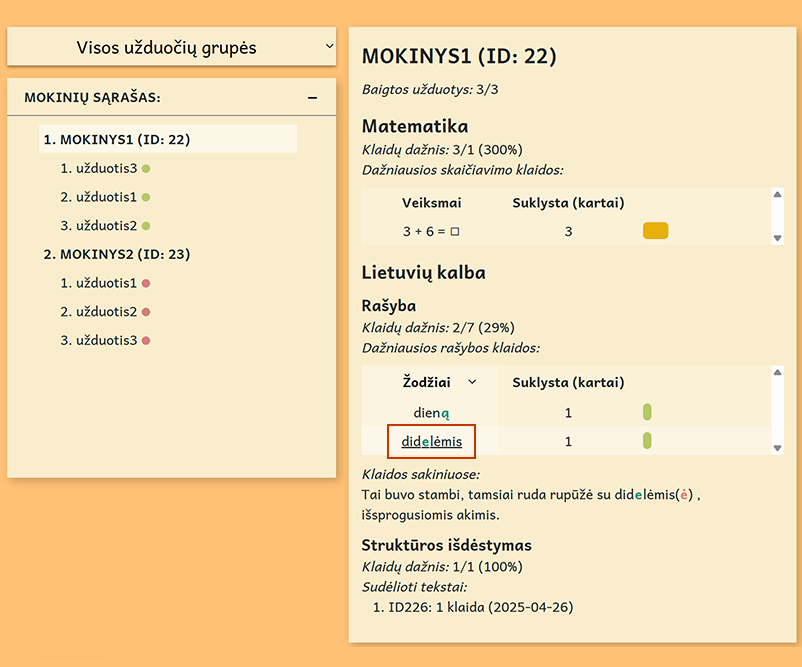 Visos užduočių grupės
MOKINIŲ SĄRAŠAS:
1. MOKINYS1 (ID: 22)
1. užduotis3
2. užduotis1
3. užduotis2
2. MOKINYS2 (ID: 23)
1. užduotis1
2. užduotis2
3. užduotis3
MOKINYS1 (ID: 22)
Baigtos užduotys: 3/3
Matematika
Klaidų dažnis: 3/1 (300%)
Dažniausios skaičiavimo klaidos:
Veiksmai Suklysta (kartai)
3 + 6 = □ 3
Lietuvių kalba
Rašyba
Klaidų dažnis: 2/7 (29%)
Dažniausios rašybos klaidos:
Žodžiai Suklysta (kartai)
dieną 1
didelėmis 1
Klaidos sakiniuose:
Tai buvo stambi, tamsiai ruda rupūžė su didelėmis(ė) ,
išsprogusiomis akimis.
Struktūros išdėstymas
Klaidų dažnis: 1/1 (100%)
Sudėlioti tekstai:
1. ID226: 1 klaida (2025-04-26)